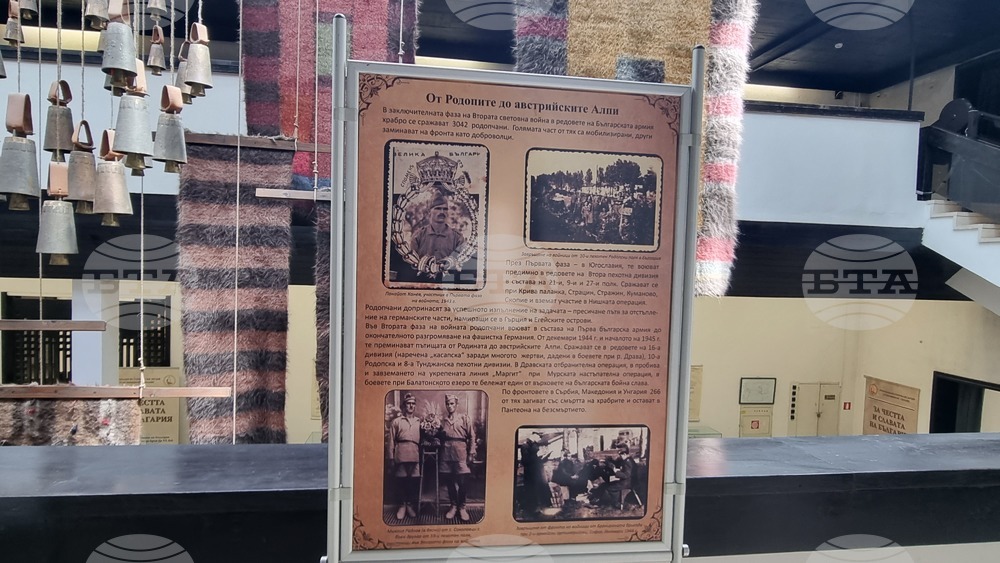 От Родопите до австрийските Алпи
В заключителната фаза на Втората световна война в редовете на Българската армия
храбро се сражават 3042 родопчани. Голямата част от тях са мобилизирани, други
заминават на фронта като доброволци.
ВЕЛИКА БЪЛГАРИ
на войната, 1943 г.
През Първата фаза – в Югославия, те воюват
предимно в редовете на Втора пехотна дивизия
в състава на 21-и, 9-и и 27-и полк. Сражават се
при Крива паланка, Страцин, Стражин, Куманово,
Скопие и вземат участие в Нишката операция.
Родопчани допринасят за успешното изпълнение на задачата – пресичане пътя за отстъпле-
ние на германските части, намиращи се в Гърция и Егейските острови.
Във Втората фаза на войната родопчани воюват в състава на Първа българска армия до
окончателното разгромяване на фашистка Германия. От декември 1944 г. и началото на 1945 г.
те преминават пътищата от Родината до австрийските Алпи. Сражават се в редовете на 16-а
дивизия (наречена „касапска“ заради многото жертви, дадени в боевете при р. Драва), 10-а
Родопска и 8-а Тунджанска пехотни дивизии. В Дравската отбранителна операция, в пробива
и завземането на укрепената линия „Маргит“ при Мурската настъпателна операция, в
боевете при Балатонското езеро те бележат един от върховете на българската бойна слава.
По фронтовете в Сърбия, Македония и Унгария 266
от тях загиват със смъртта на храбрите и остават в
Пантеона на безсмъртието.
ЗА ЧЕСТТА
И СЛАВАТА
НА БЪЛГАРИЯ
ЧЕСТТА
СЛАВАТА
БЪЛГАРИЯ
БТА
БТА
БТА